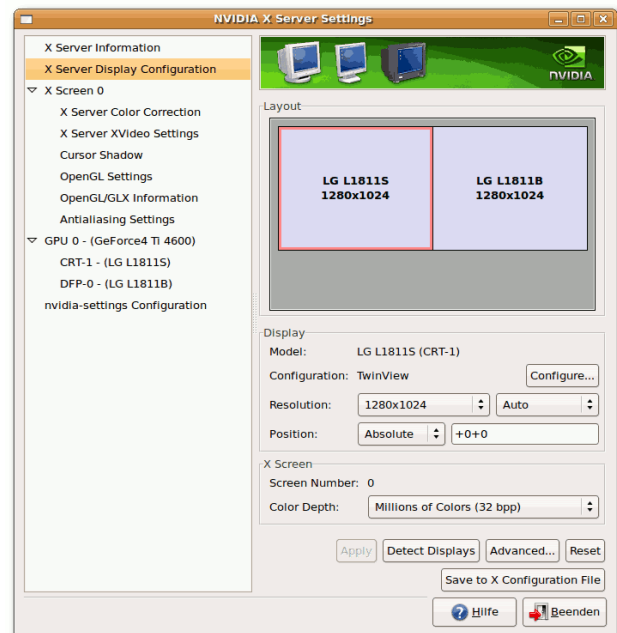 NVIDIA X Server Settings
X Server Information
X Server Display Configuration
X Screen 0
X Server Color Correction
X Server XVideo Settings
Cursor Shadow
OpenGL Settings
OpenGL/GLX Information
Antialiasing Settings
GPU 0 - (GeForce4 Ti 4600)
CRT-1 - (LG L1811S)
DFP-0 - (LG L1811B)
nvidia-settings Configuration
NVIDIA
Layout
LG L1811S
1280x1024
LG L1811B
1280x1024
Display
Model: LG L1811S (CRT-1)
Configuration: TwinView Configure...
Resolution: 1280x1024 Auto
Position: Absolute +0+0
X Screen
Screen Number: 0
Color Depth: Millions of Colors (32 bpp)
Apply Detect Displays Advanced... Reset
Save to X Configuration File
Hilfe Beenden